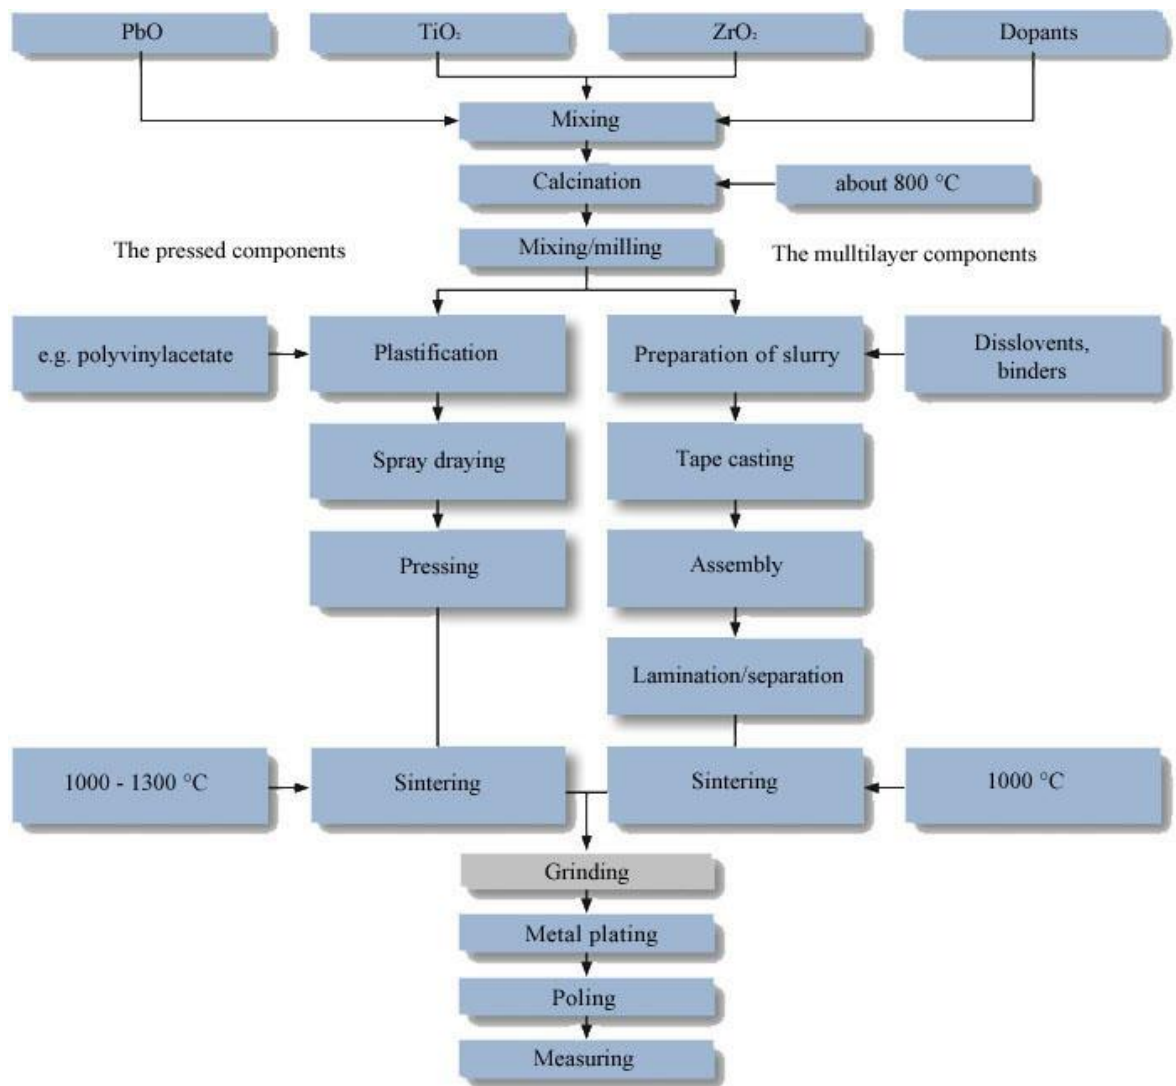 PbO
TiO₂
ZrO₂
Dopants
Mixing
Calcination
about 800 °C
The pressed components
Mixing/milling
The mulltilayer components
e.g. polyvinylacetate
Plastification
Preparation of slurry
Disslovents,
binders
Spray draying
Tape casting
Pressing
Assembly
Lamination/separation
1000 - 1300 °C
Sintering
Sintering
1000 °C
Grinding
Metal plating
Poling
Measuring